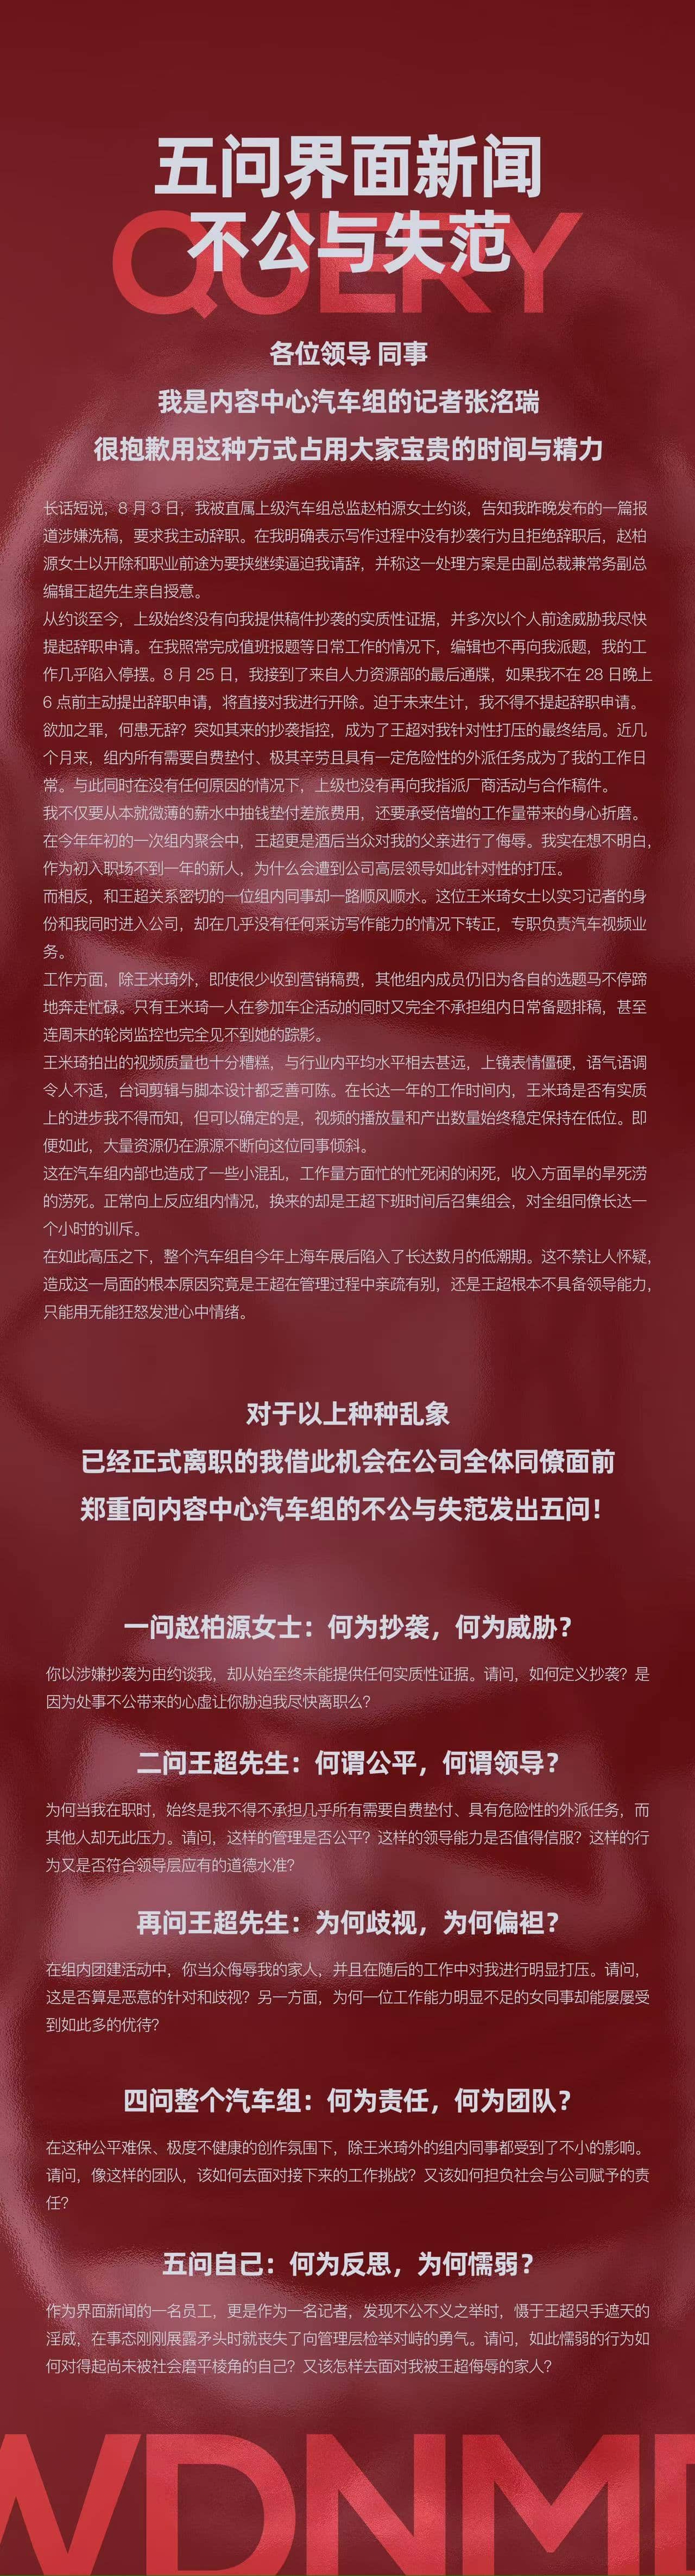 五问界面新闻
QUERY
不公与失范
各位领导 同事
我是内容中心汽车组的记者张洺瑞
很抱歉用这种方式占用大家宝贵的时间与精力
长话短说，8 月 3 日，我被直属上级汽车组总监赵柏源女士约谈，告知我昨晚发布的一篇报
道涉嫌洗稿，要求我主动辞职。在我明确表示写作过程中没有抄袭行为且拒绝辞职后，赵柏
源女士以开除和职业前途为要挟继续逼迫我请辞，并称这一处理方案是由副总裁兼常务副总
编辑王超先生亲自授意。
从约谈至今，上级始终没有向我提供稿件抄袭的实质性证据，并多次以个人前途威胁我尽快
提起辞职申请。在我照常完成值班报题等日常工作的情况下，编辑也不再向我派题，我的工
作几乎陷入停摆。8 月 25 日，我接到了来自人力资源部的最后通牒，如果我不在 28 日晚上
6 点前主动提出辞职申请，将直接对我进行开除。迫于未来生计，我不得不提起辞职申请。
欲加之罪，何患无辞？突如其来的抄袭指控，成为了王超对我针对性打压的最终结局。近几
个月来，组内所有需要自费垫付、极其辛劳且具有一定危险性的外派任务成为了我的工作日
常。与此同时在没有任何原因的情况下，上级也没有再向我指派厂商活动与合作稿件。
我不仅要从本就微薄的薪水中抽钱垫付差旅费用，还要承受倍增的工作量带来的身心折磨。
在今年年初的一次组内聚会中，王超更是酒后当众对我的父亲进行了侮辱。我实在想不明白，
作为初入职场不到一年的新人，为什么会遭到公司高层领导如此针对性的打压。
而相反，和王超关系密切的一位组内同事却一路顺风顺水。这位王米琦女士以实习记者的身
份和我同时进入公司，却在几乎没有任何采访写作能力的情况下转正，专职负责汽车视频业
务。
工作方面，除王米琦外，即使很少收到营销稿费，其他组内成员仍旧为各自的选题马不停蹄
地奔走忙碌。只有王米琦一人在参加车企活动的同时又完全不承担组内日常备题排稿，甚至
连周末的轮岗监控也完全见不到她的踪影。
王米琦拍出的视频质量也十分糟糕，与行业内平均水平相去甚远，上镜表情僵硬，语气语调
令人不适，台词剪辑与脚本设计都乏善可陈。在长达一年的工作时间内，王米琦是否有实质
上的进步我不得而知，但可以确定的是，视频的播放量和产出数量始终稳定保持在低位。即
便如此，大量资源仍在源源不断向这位同事倾斜。
这在汽车组内部也造成了一些小混乱，工作量方面忙的忙死闲的闲死，收入方面旱的旱死涝
的涝死。正常向上反应组内情况，换来的却是王超下班时间后召集组会，对全组同僚长达一
个小时的训斥。
在如此高压之下，整个汽车组自今年上海车展后陷入了长达数月的低潮期。这不禁让人怀疑，
造成这一局面的根本原因究竟是王超在管理过程中亲疏有别，还是王超根本不具备领导能力，
只能用无能狂怒发泄心中情绪。
对于以上种种乱象
已经正式离职的我借此机会在公司全体同僚面前
郑重向内容中心汽车组的不公与失范发出五问！
一问赵柏源女士：何为抄袭，何为威胁？
你以涉嫌抄袭为由约谈我，却从始至终未能提供任何实质性证据。请问，如何定义抄袭？是
因为处事不公带来的心虚让你胁迫我尽快离职么？
二问王超先生：何谓公平，何谓领导？
为何当我在职时，始终是我不得不承担几乎所有需要自费垫付、具有危险性的外派任务，而
其他人却无此压力。请问，这样的管理是否公平？这样的领导能力是否值得信服？这样的行
为又是否符合领导层应有的道德水准？
再问王超先生：为何歧视，为何偏袒？
在组内团建活动中，你当众侮辱我的家人，并且在随后的工作中对我进行明显打压。请问，
这是否算是恶意的针对和歧视？另一方面，为何一位工作能力明显不足的女同事却能屡屡受
到如此多的优待？
四问整个汽车组：何为责任，何为团队？
在这种公平难保、极度不健康的创作氛围下，除王米琦外的组内同事都受到了不小的影响。
请问，像这样的团队，该如何去面对接下来的工作挑战？又该如何担负社会与公司赋予的责
任？
五问自己：何为反思，为何懦弱？
作为界面新闻的一名员工，更是作为一名记者，发现不公不义之举时，慑于王超只手遮天的
淫威，在事态刚刚展露矛头时就丧失了向管理层检举对峙的勇气。请问，如此懦弱的行为如
何对得起尚未被社会磨平棱角的自己？又该怎样去面对我被王超侮辱的家人？
WDNMD